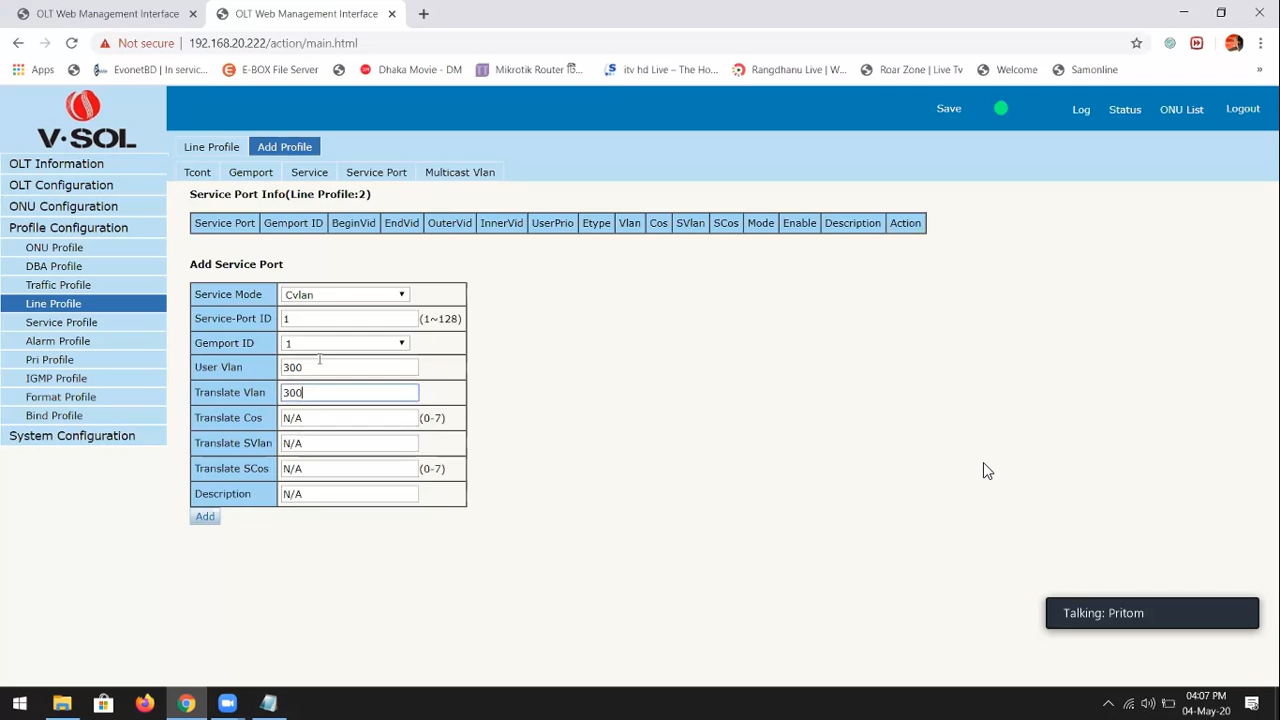 OLT Web Management Interface
OLT Web Management Interface
Not secure
192.168.20.222/action/main.html
Apps
EvonetBD | In servic...
E-BOX File Server
Dhaka Movie - DM
Mikrotik Router
itv hd Live – The Ho...
Rangdhanu Live | W...
Roar Zone | Live Tv
Welcome
Samonline
V·SOL
Save
Log
Status
ONU List
Logout
OLT Information
OLT Configuration
ONU Configuration
Profile Configuration
ONU Profile
DBA Profile
Traffic Profile
Line Profile
Service Profile
Alarm Profile
Pri Profile
IGMP Profile
Format Profile
Bind Profile
System Configuration
Line Profile
Add Profile
Tcont
Gemport
Service
Service Port
Multicast Vlan
Service Port Info(Line Profile:2)
Service Port Gemport ID BeginVid EndVid OuterVid InnerVid UserPrio Etype Vlan Cos SVlan SCos Mode Enable Description Action
Add Service Port
Service Mode Cvlan
Service-Port ID 1 (1~128)
Gemport ID 1
User Vlan 300
Translate Vlan 300
Translate Cos N/A (0-7)
Translate SVlan N/A
Translate SCos N/A (0-7)
Description N/A
Add
Talking: Pritom
04:07 PM
04-May-20